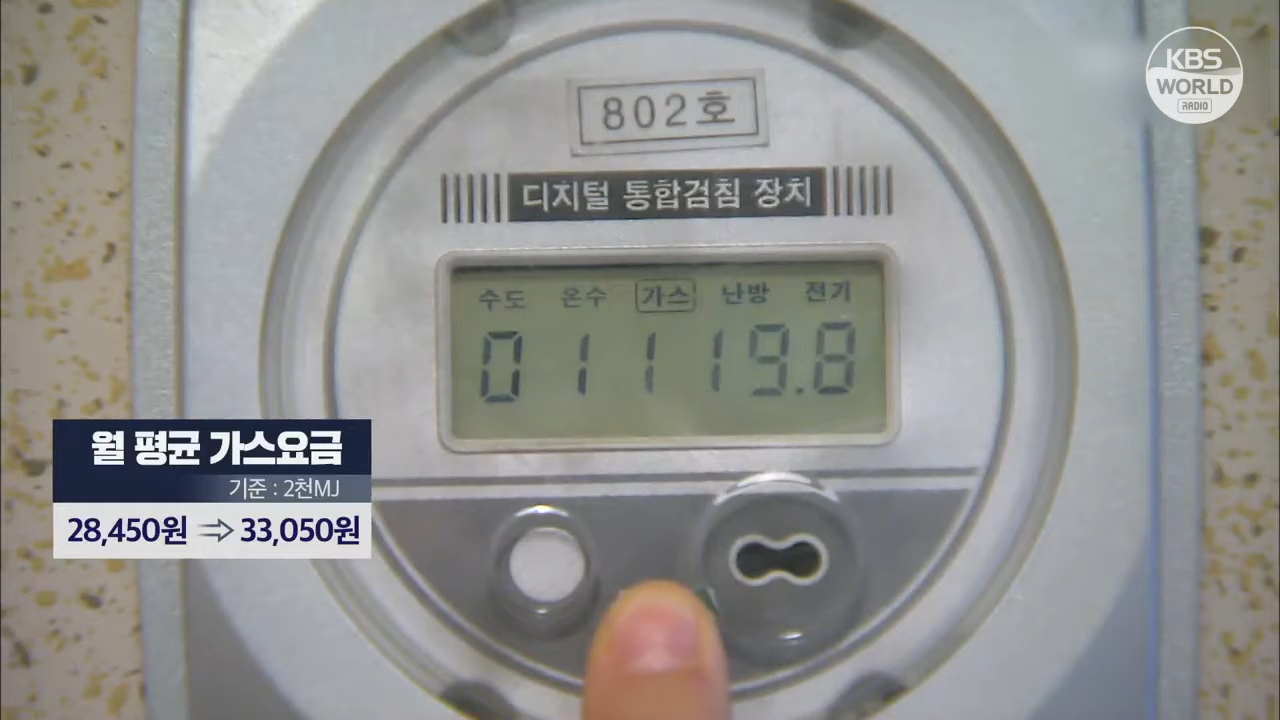 KBS
WORLD
RADIO
802호
디지털 통합검침 장치
수도 온수 가스 난방 전기
01119.8
월 평균 가스요금
기준 : 2천MJ
28,450원 ⇒ 33,050원